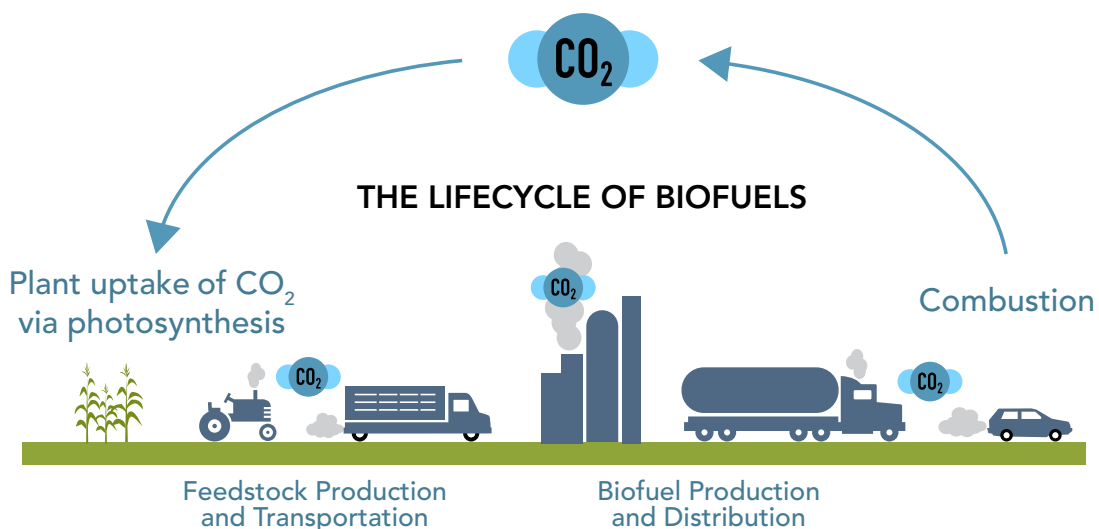 CO₂
THE LIFECYCLE OF BIOFUELS
Plant uptake of CO₂
via photosynthesis
CO₂
Combustion
CO₂
CO₂
Feedstock Production
and Transportation
Biofuel Production
and Distribution